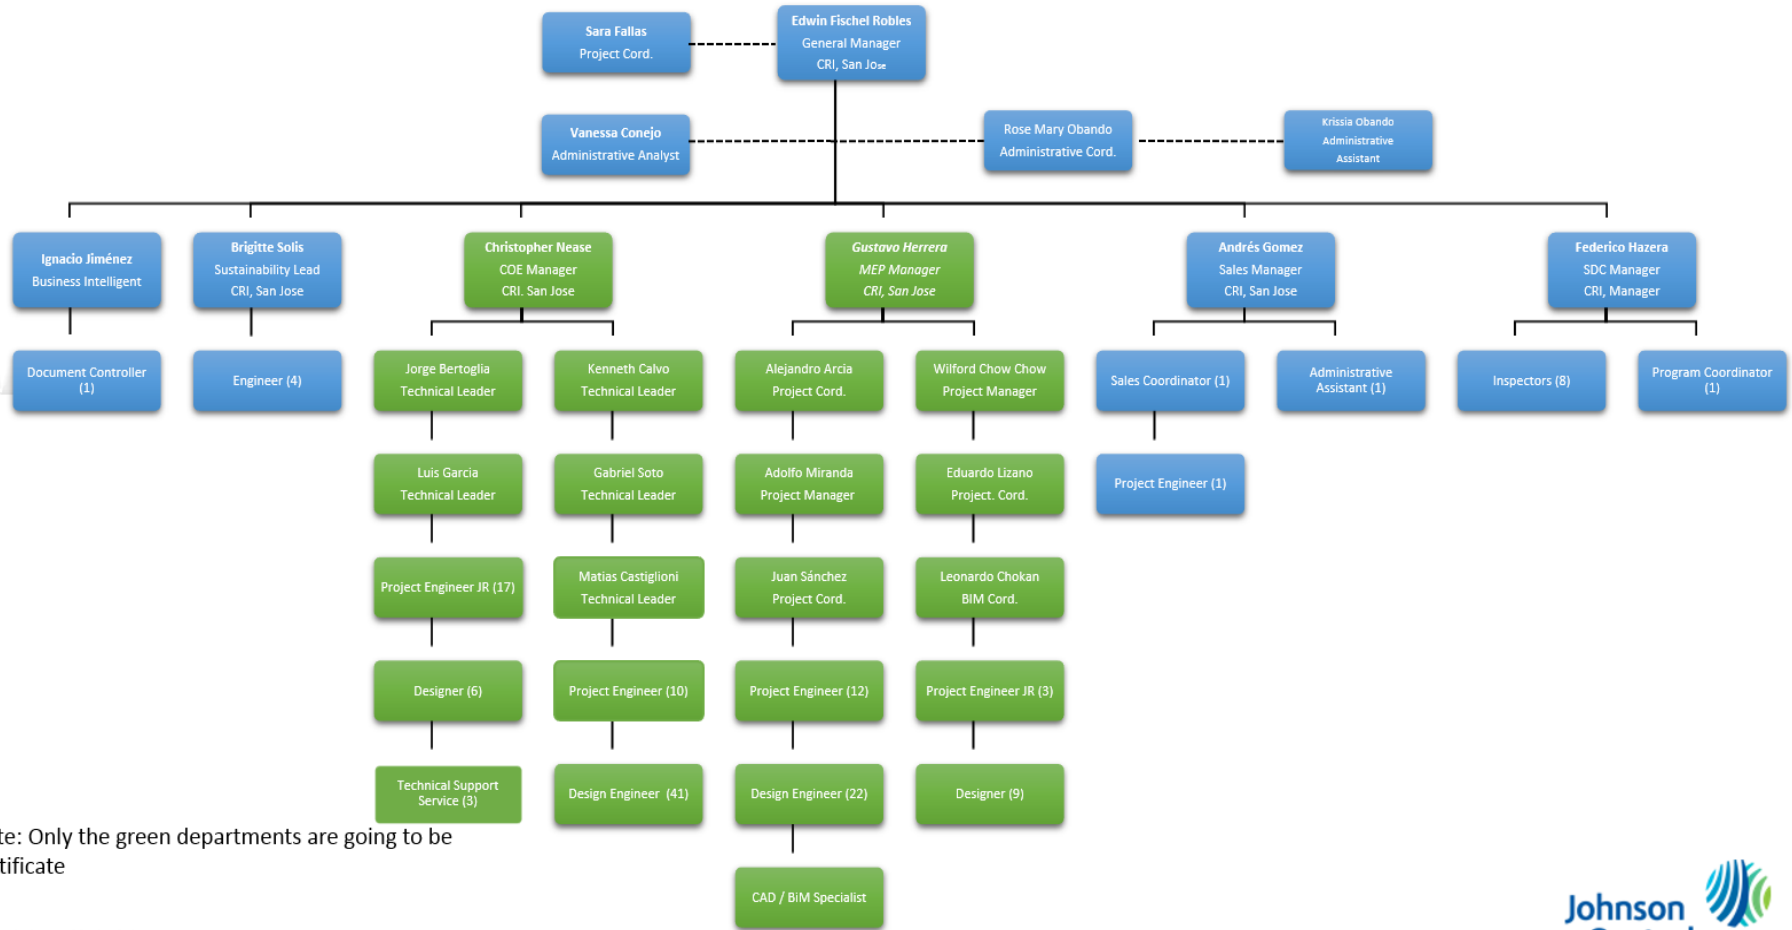 Sara Fallas
Project Cord.
Edwin Fischel Robles
General Manager
CRI, San Jose
Vanessa Conejo
Administrative Analyst
Rose Mary Obando
Administrative Cord.
Krissia Obando
Administrative
Assistant
Ignacio Jiménez
Business Intelligent
Brigitte Solis
Sustainability Lead
CRI, San Jose
Christopher Nease
COE Manager
CRI. San Jose
Gustavo Herrera
MEP Manager
CRI, San Jose
Andrés Gomez
Sales Manager
CRI, San Jose
Federico Hazera
SDC Manager
CRI, Manager
Document Controller
(1)
Engineer (4)
Jorge Bertoglia
Technical Leader
Kenneth Calvo
Technical Leader
Alejandro Arcia
Project Cord.
Wilford Chow Chow
Project Manager
Sales Coordinator (1)
Administrative
Assistant (1)
Inspectors (8)
Program Coordinator
(1)
Luis Garcia
Technical Leader
Gabriel Soto
Technical Leader
Adolfo Miranda
Project Manager
Eduardo Lizano
Project. Cord.
Project Engineer (1)
Project Engineer JR (17)
Matias Castiglioni
Technical Leader
Juan Sánchez
Project Cord.
Leonardo Chokan
BIM Cord.
Designer (6)
Project Engineer (10)
Project Engineer (12)
Project Engineer JR (3)
Technical Support
Service (3)
Design Engineer (41)
Design Engineer (22)
Designer (9)
CAD / BiM Specialist
te: Only the green departments are going to be
tificate
Johnson